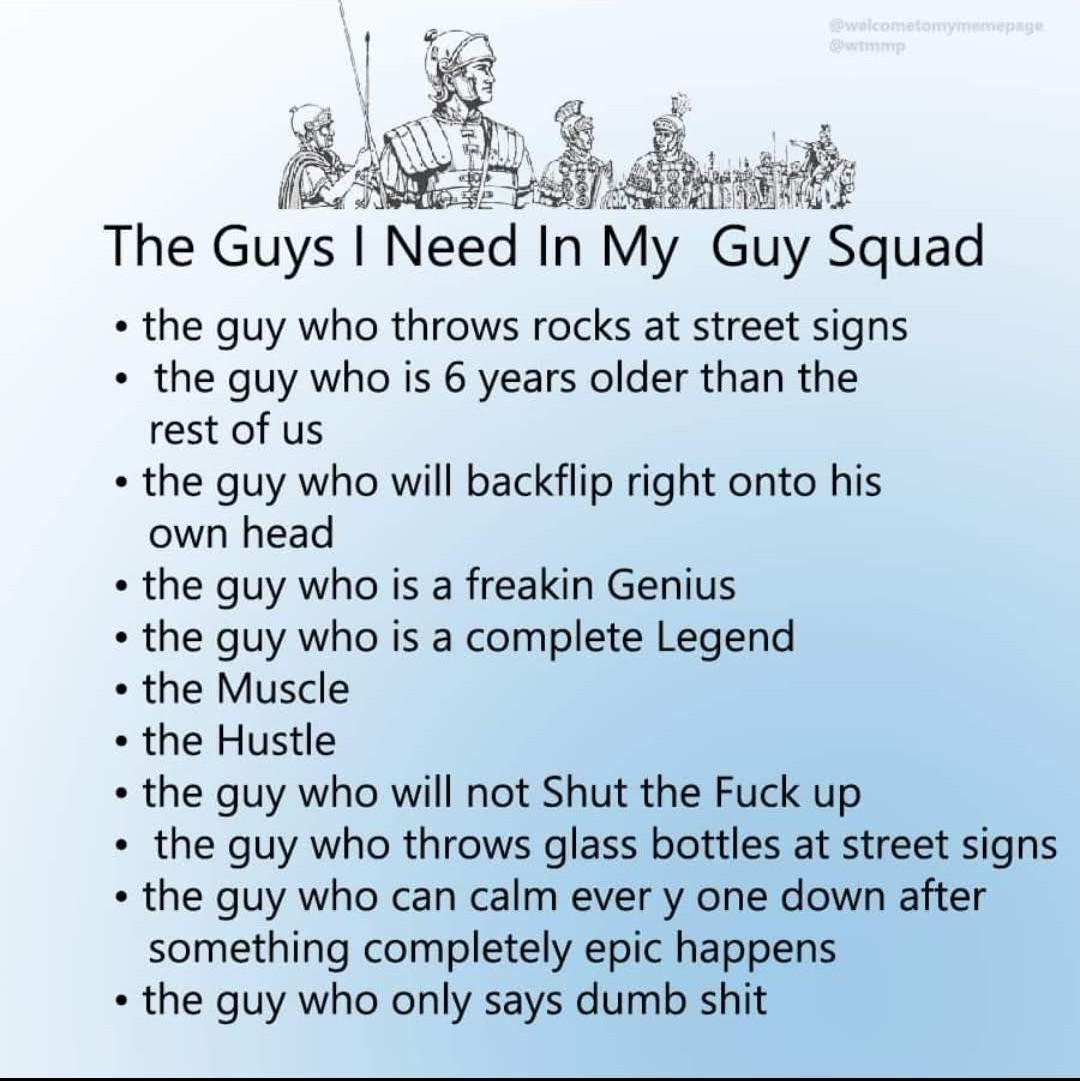 @welcometomymemepage
@wtmmp
The Guys I Need In My  Guy Squad
• the guy who throws rocks at street signs
•  the guy who is 6 years older than the
rest of us
• the guy who will backflip right onto his
own head
• the guy who is a freakin Genius
• the guy who is a complete Legend
• the Muscle
• the Hustle
• the guy who will not Shut the Fuck up
•  the guy who throws glass bottles at street signs
• the guy who can calm ever y one down after
something completely epic happens
• the guy who only says dumb shit